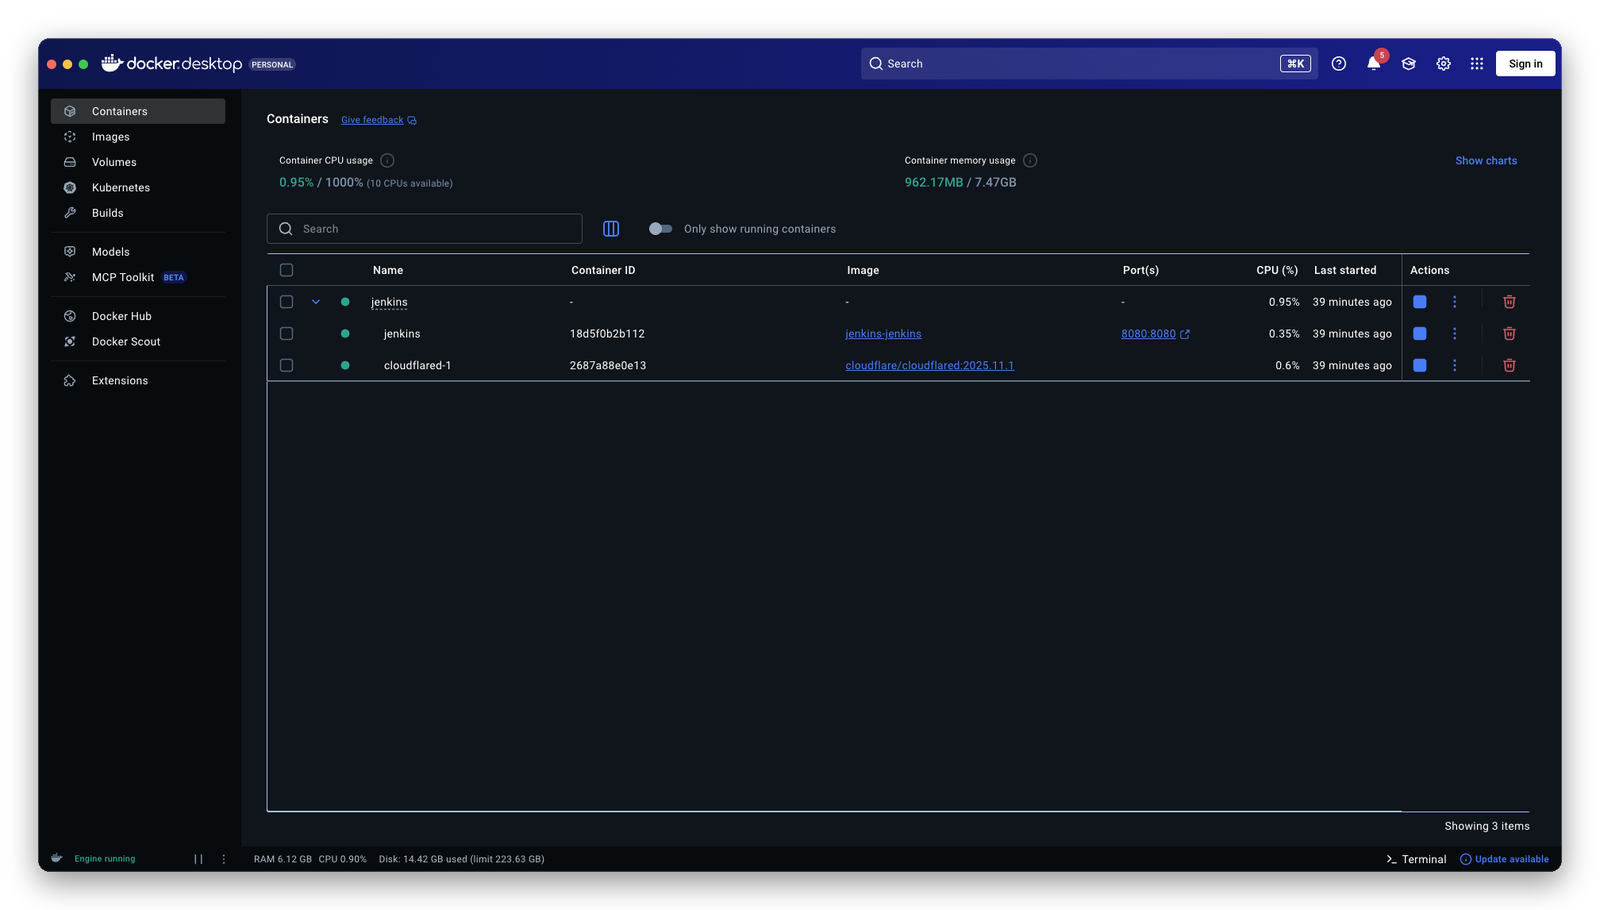 docker.desktop PERSONAL
Search ⌘K
5
Sign in
Containers
Images
Volumes
Kubernetes
Builds
Models
MCP Toolkit BETA
Docker Hub
Docker Scout
Extensions
Containers Give feedback
Container CPU usage
0.95% / 1000% (10 CPUs available)
Container memory usage
962.17MB / 7.47GB
Show charts
Search
Only show running containers
Name Container ID Image Port(s) CPU (%) Last started Actions
jenkins - - - 0.95% 39 minutes ago
jenkins 18d5f0b2b112 jenkins-jenkins 8080:8080 0.35% 39 minutes ago
cloudflared-1 2687a88e0e13 cloudflare/cloudflared:2025.11.1 0.6% 39 minutes ago
Showing 3 items
Engine running
RAM 6.12 GB CPU 0.90% Disk: 14.42 GB used (limit 223.63 GB)
Terminal
Update available